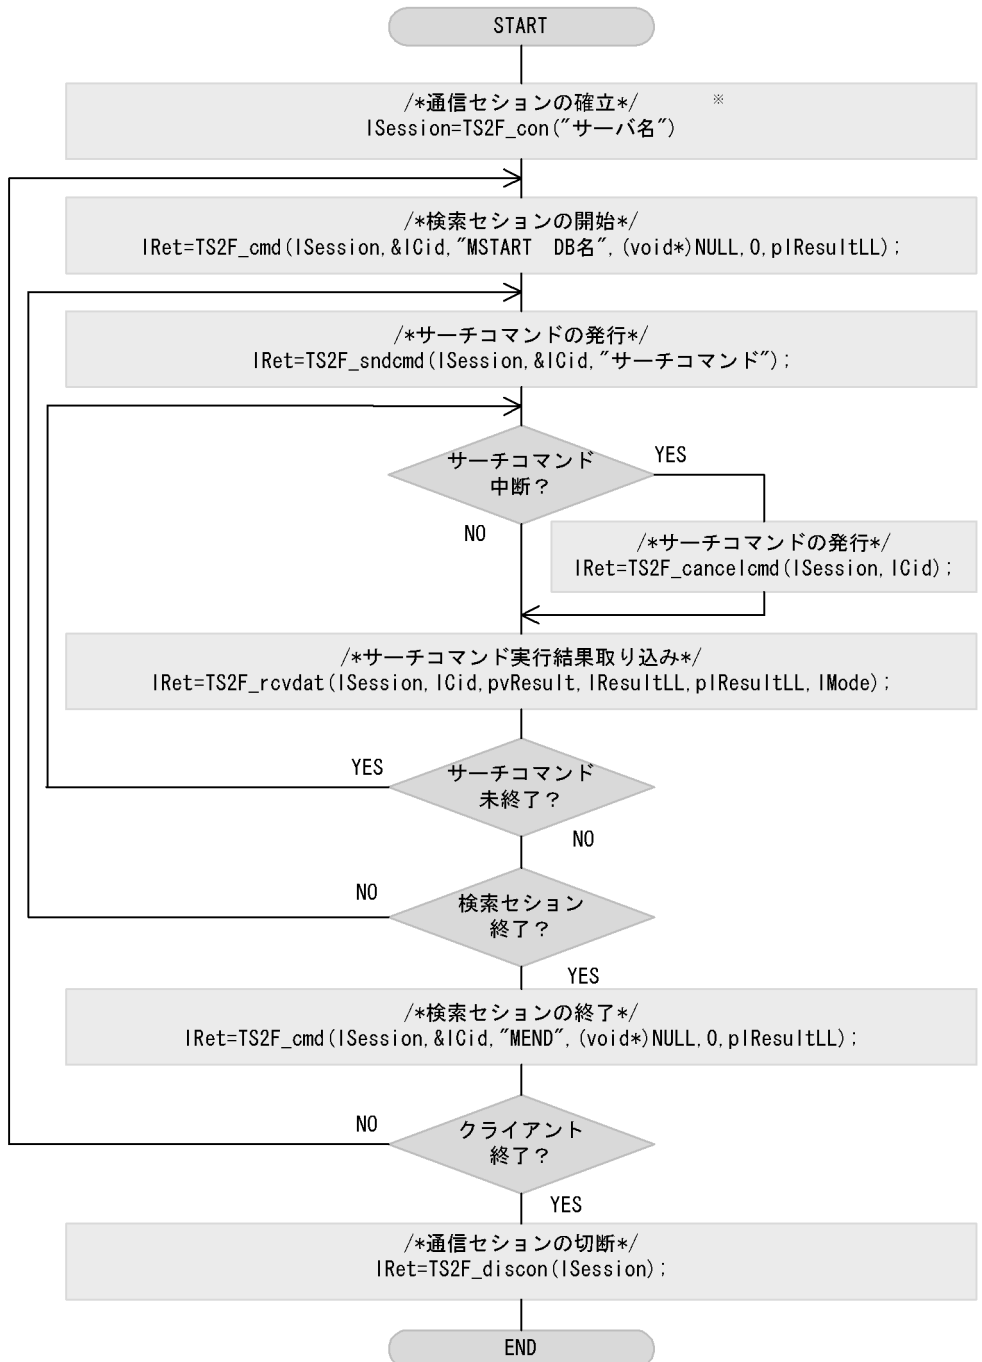 START
/*通信セションの確立*/ ※
lSession=TS2F_con("サーバ名")
/*検索セションの開始*/
lRet=TS2F_cmd(lSession,&lCid,"MSTART DB名",(void*)NULL,0,plResultLL);
/*サーチコマンドの発行*/
lRet=TS2F_sndcmd(lSession,&lCid,"サーチコマンド");
サーチコマンド
中断？
YES
NO
/*サーチコマンドの発行*/
lRet=TS2F_cancelcmd(lSession,lCid);
/*サーチコマンド実行結果取り込み*/
lRet=TS2F_rcvdat(lSession,lCid,pvResult,lResultLL,plResultLL,lMode);
YES
サーチコマンド
未終了？
NO
NO
検索セション
終了？
YES
/*検索セションの終了*/
lRet=TS2F_cmd(lSession,&lCid,"MEND",(void*)NULL,0,plResultLL);
NO
クライアント
終了？
YES
/*通信セションの切断*/
lRet=TS2F_discon(lSession);
END